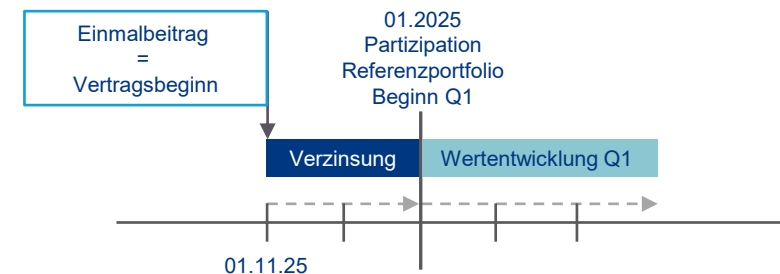 Einmalbeitrag
=
Vertragsbeginn
01.2025
Partizipation
Referenzportfolio
Beginn Q1
Verzinsung
Wertentwicklung Q1
01.11.25